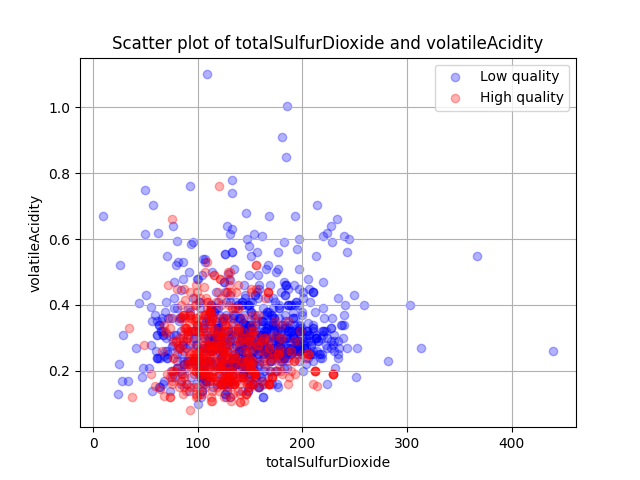 Scatter plot of totalSulfurDioxide and volatileAcidity
Low quality
High quality
1.0
0.8
0.6
0.4
0.2
volatileAcidity
0
100
200
300
400
totalSulfurDioxide